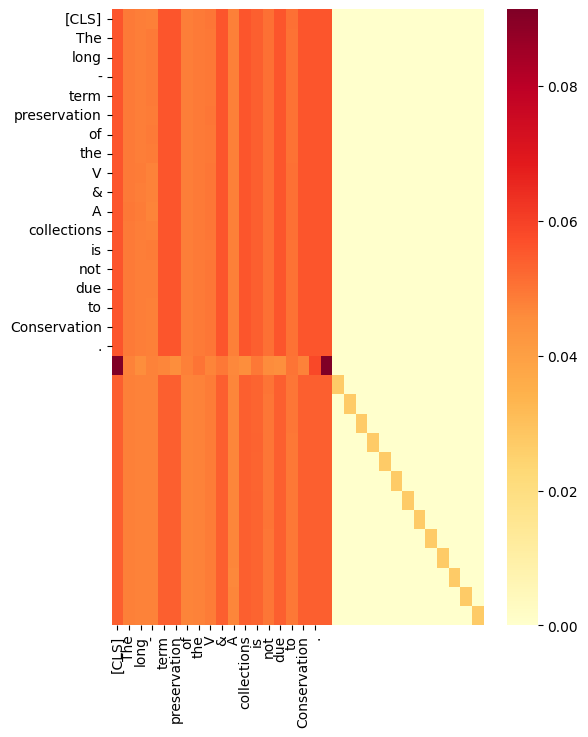 [CLS]
The
long
-
term
preservation
of
the
V
&
A
collections
is
not
due
to
Conservation
.
0.08
0.06
0.04
0.02
0.00
[CLS]
The
long
-
term
preservation
of
the
V
&
A
collections
is
not
due
to
Conservation
.